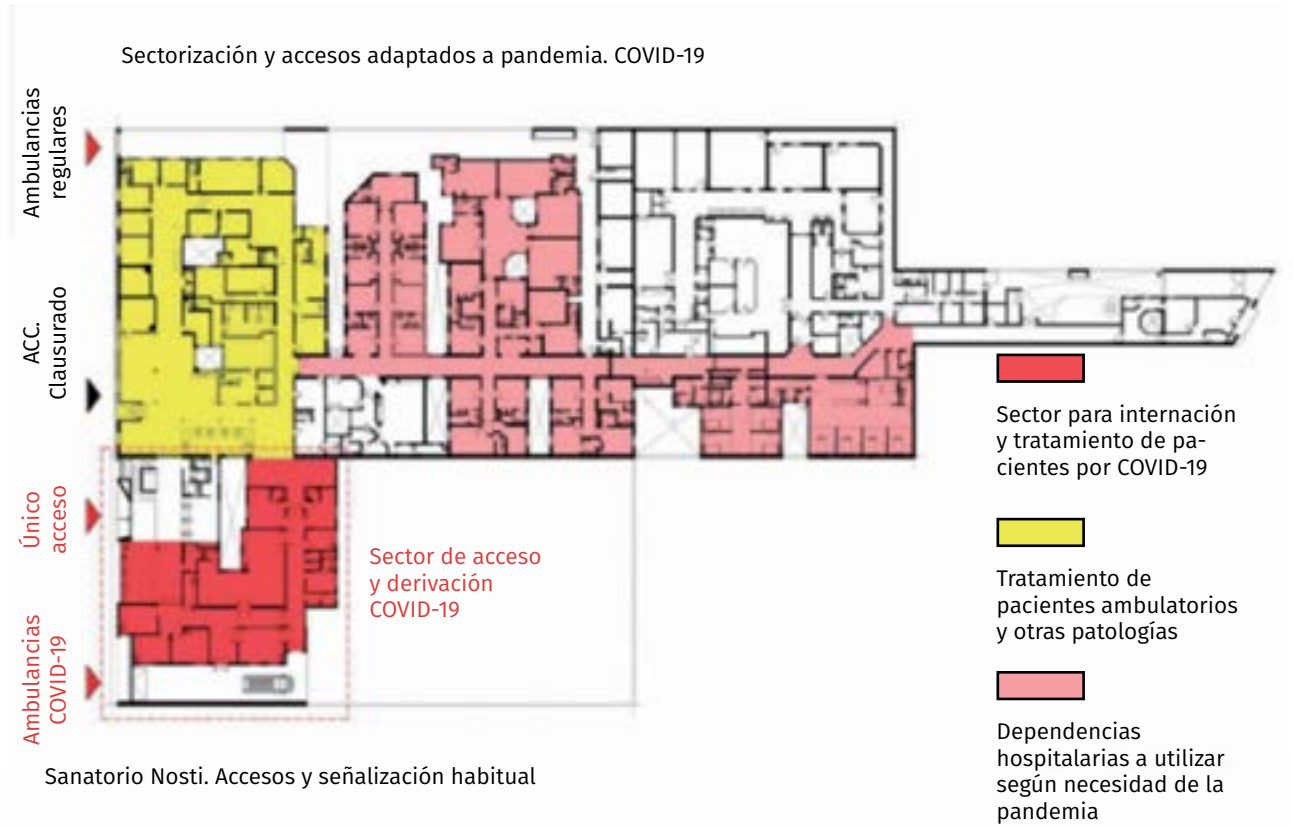 Sectorización y accesos adaptados a pandemia. COVID-19
Ambulancias
regulares
ACC.
Clausurado
Único
acceso
Ambulancias
COVID-19
Sector de acceso
y derivación
COVID-19
Sector para internación
y tratamiento de pa-
cientes por COVID-19
Tratamiento de
pacientes ambulatorios
y otras patologías
Dependencias
hospitalarias a utilizar
según necesidad de la
pandemia
Sanatorio Nosti. Accesos y señalización habitual